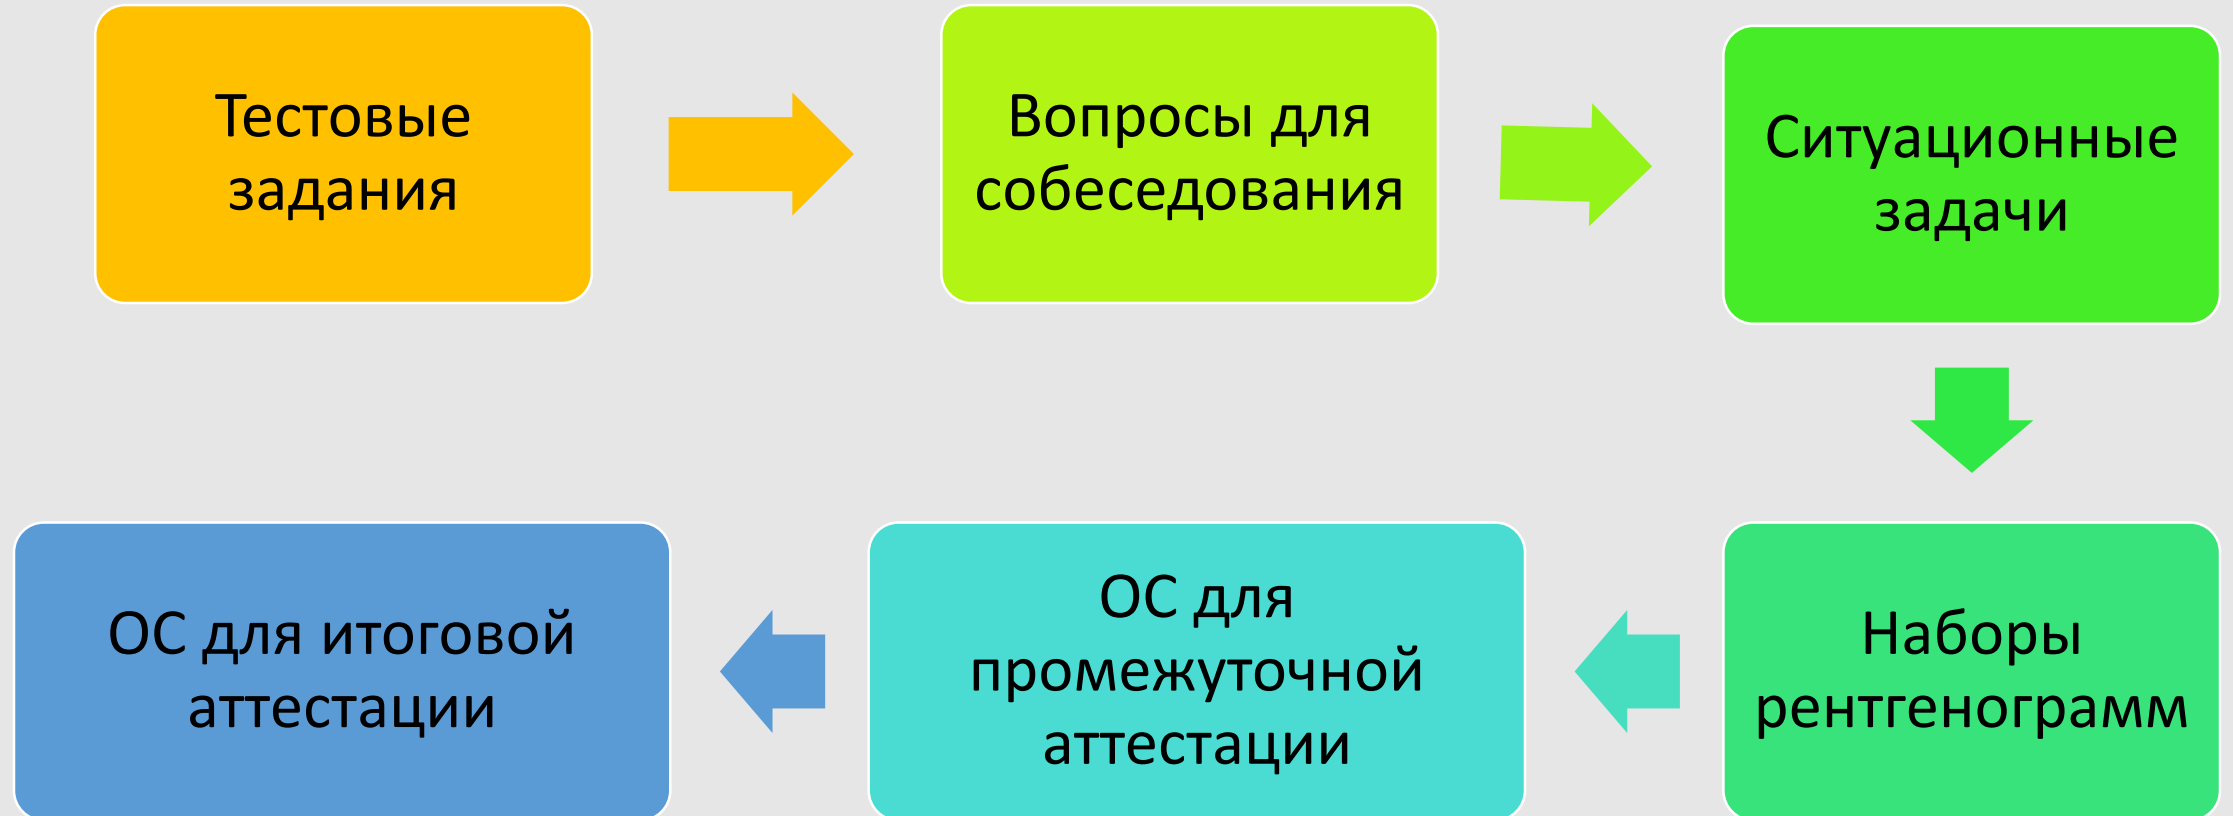 Тестовые
задания
Вопросы для
собеседования
Ситуационные
задачи
Наборы
рентгенограмм
ОС для
промежуточной
аттестации
ОС для итоговой
аттестации